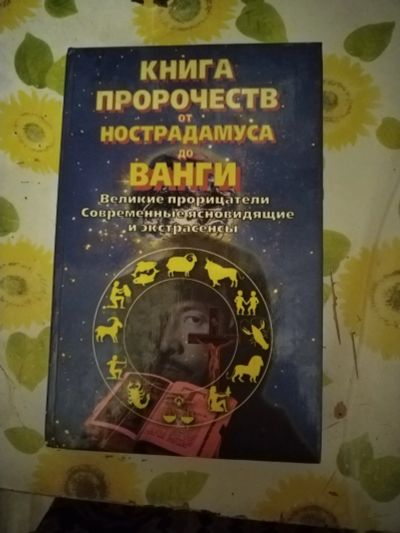 КНИГА
ПРОРОЧЕСТВ
ОТ
НОСТРАДАМУСА
ДО
ВАНГИ
Великие прорицатели
Современные ясновидящие
и экстрасенсы